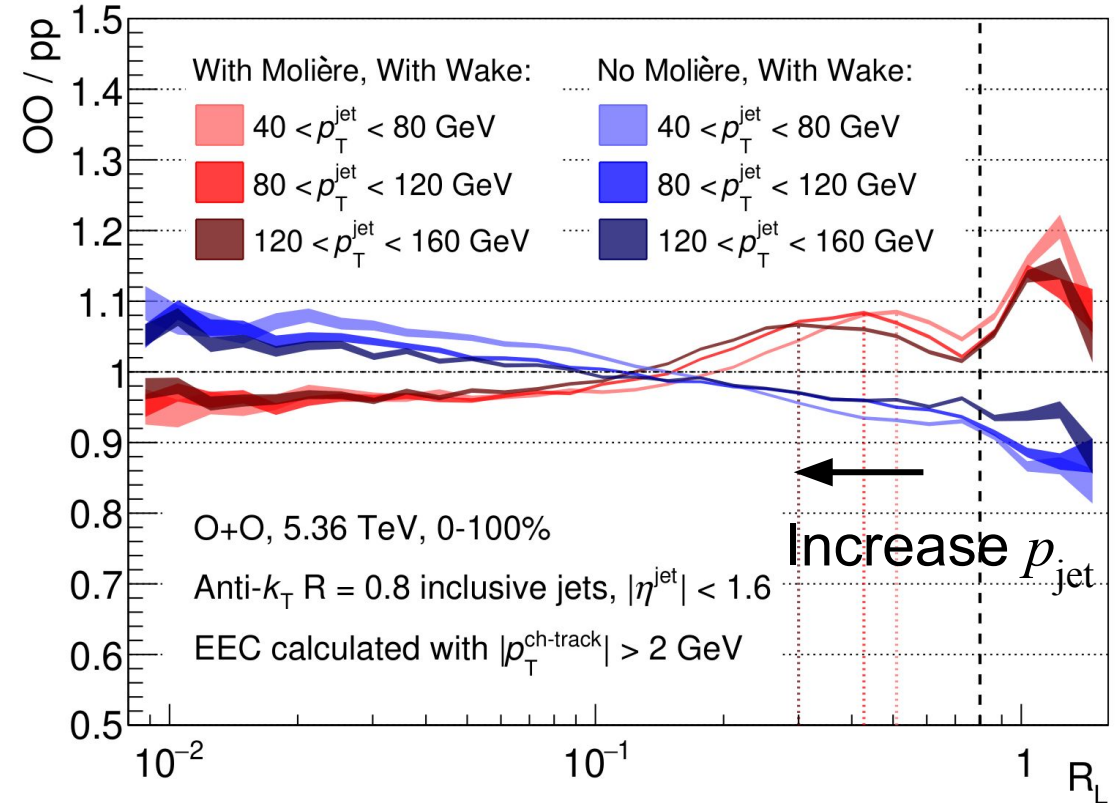 OO / pp
1.5
1.4
1.3
1.2
1.1
1
0.9
0.8
0.7
0.6
0.5
With Molière, With Wake:
40 < p_T^jet < 80 GeV
80 < p_T^jet < 120 GeV
120 < p_T^jet < 160 GeV
No Molière, With Wake:
40 < p_T^jet < 80 GeV
80 < p_T^jet < 120 GeV
120 < p_T^jet < 160 GeV
O+O, 5.36 TeV, 0-100%
Anti-k_T R = 0.8 inclusive jets, |η^jet| < 1.6
EEC calculated with |p_T^ch-track| > 2 GeV
Increase p_jet
10^−2
10^−1
1
R_L